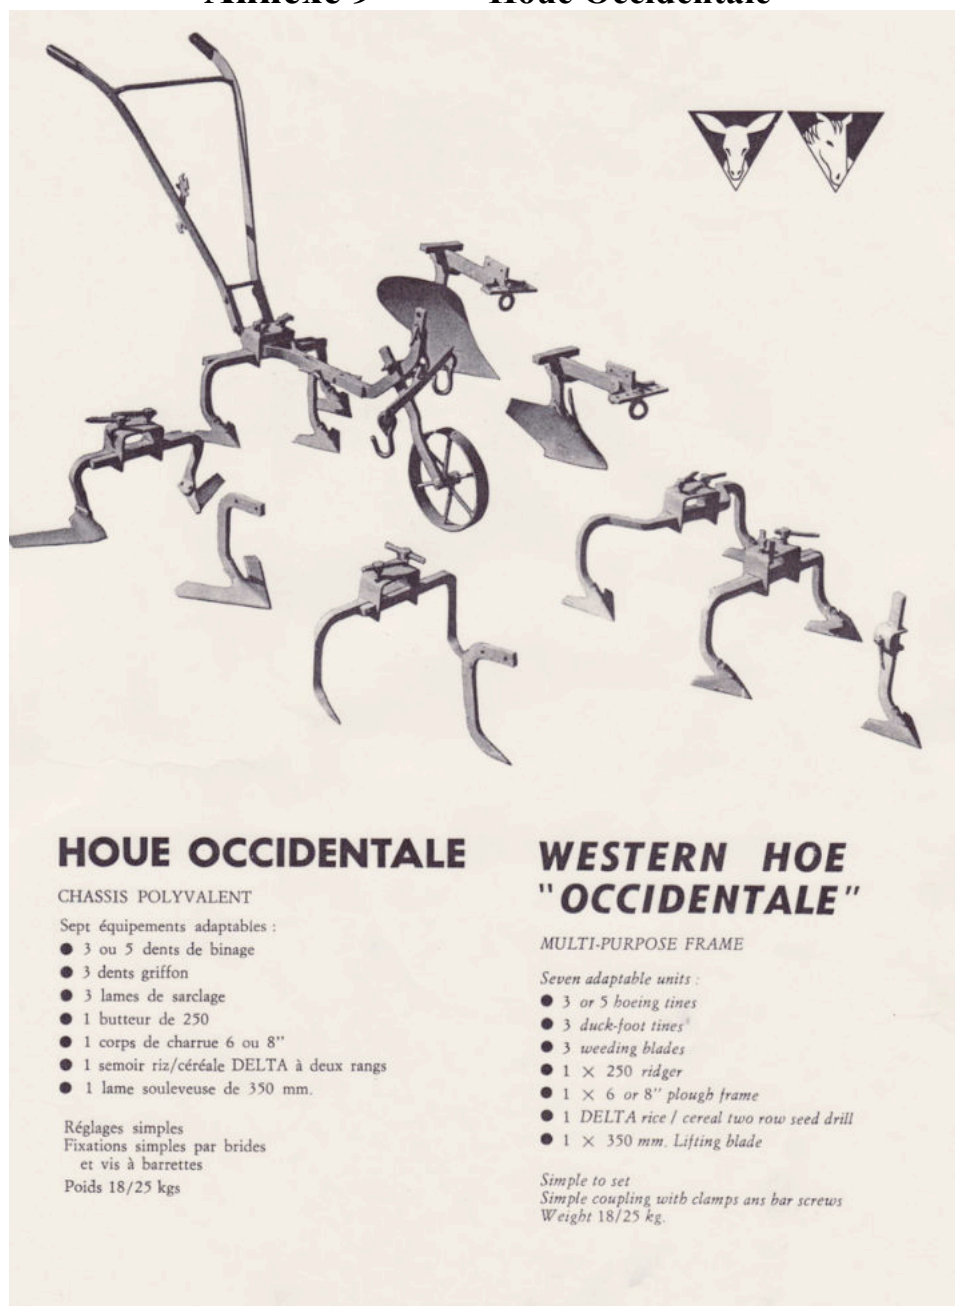 Annexe 9 Houe Occidentale
HOUE OCCIDENTALE
CHASSIS POLYVALENT
Sept équipements adaptables :
● 3 ou 5 dents de binage
● 3 dents griffon
● 3 lames de sarclage
● 1 butteur de 250
● 1 corps de charrue 6 ou 8"
● 1 semoir riz/céréale DELTA à deux rangs
● 1 lame souleveuse de 350 mm.
Réglages simples
Fixations simples par brides
et vis à barrettes
Poids 18/25 kgs
WESTERN HOE
"OCCIDENTALE"
MULTI-PURPOSE FRAME
Seven adaptable units :
● 3 or 5 hoeing tines
● 3 duck-foot tines
● 3 weeding blades
● 1 × 250 ridger
● 1 × 6 or 8" plough frame
● 1 DELTA rice / cereal two row seed drill
● 1 × 350 mm. Lifting blade
Simple to set
Simple coupling with clamps ans bar screws
Weight 18/25 kg.